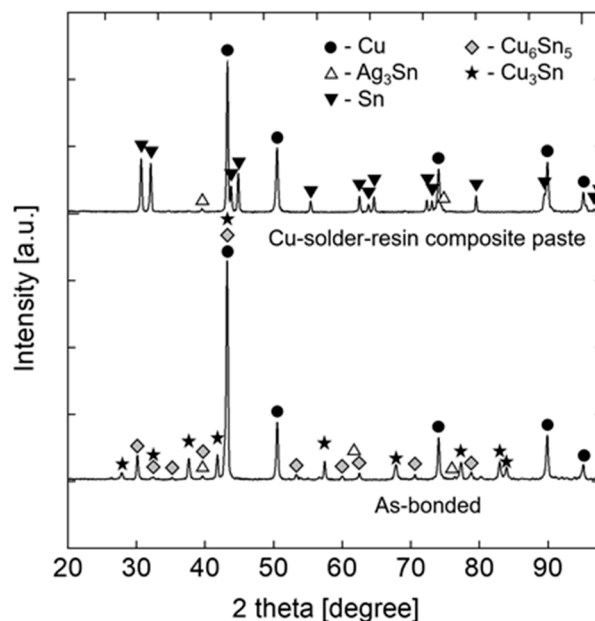 ● - Cu
◇ - Cu₆Sn₅
△ - Ag₃Sn
★ - Cu₃Sn
▼ - Sn
Cu-solder-resin composite paste
As-bonded
Intensity [a.u.]
20 30 40 50 60 70 80 90
2 theta [degree]